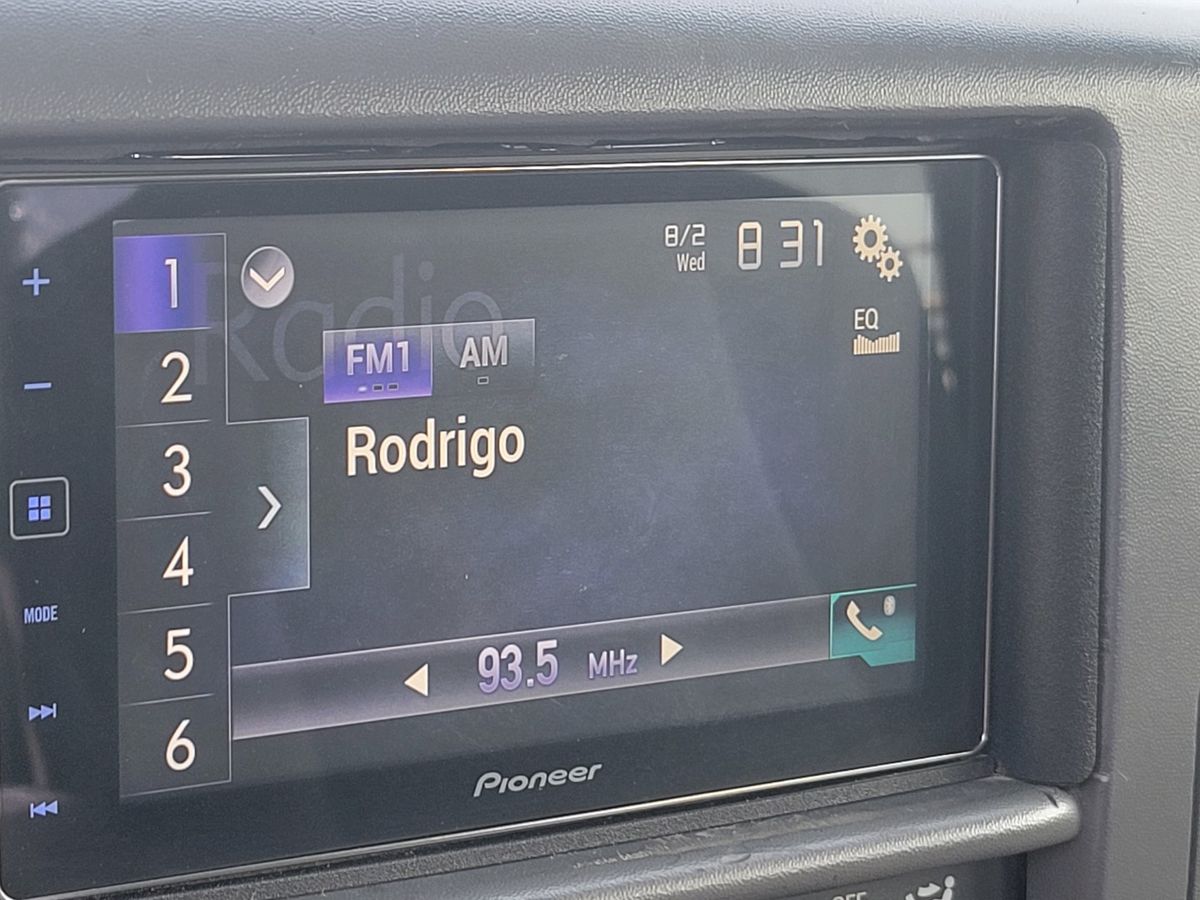 8/2
Wed
8 31
EQ
Radio
FM1
AM
Rodrigo
1
2
3
4
5
6
MODE
93.5 MHz
Pioneer
OFF